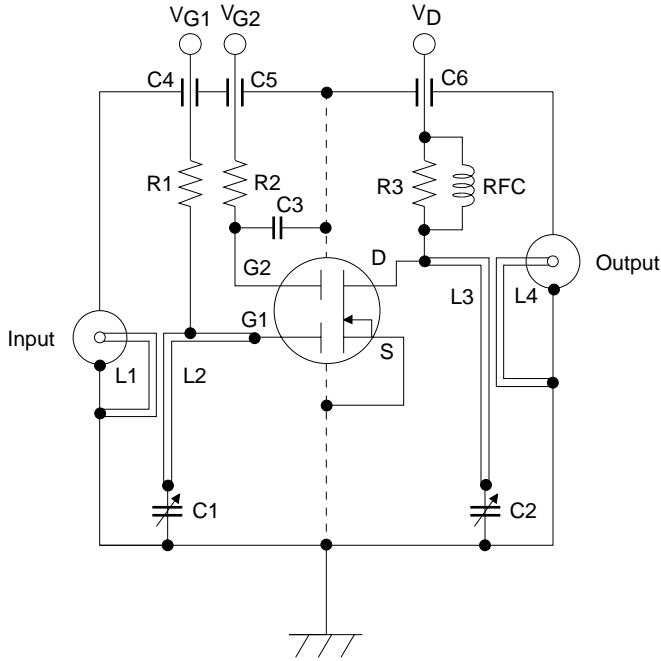 VG1
VG2
VD
C4
C5
C6
R1
R2
R3
RFC
C3
G2
D
Output
L3
L4
G1
Input
S
L1
L2
C1
C2